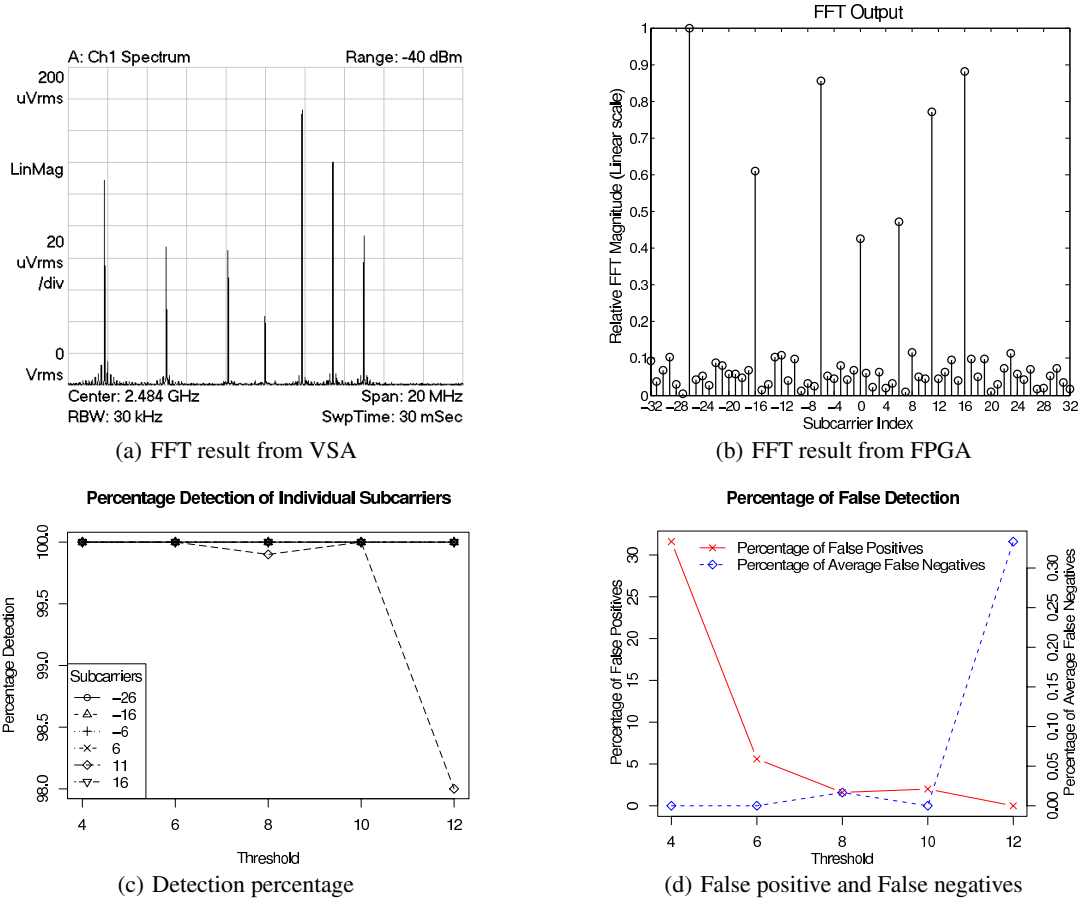 A: Ch1 Spectrum Range: -40 dBm
200
uVrms
LinMag
20
uVrms
/div
0
Vrms
Center: 2.484 GHz Span: 20 MHz
RBW: 30 kHz SwpTime: 30 mSec
(a) FFT result from VSA
FFT Output
Relative FFT Magnitude (Linear scale)
1
0.9
0.8
0.7
0.6
0.5
0.4
0.3
0.2
0.1
0
-32 -28 -24 -20 -16 -12 -8 -4 0 4 8 12 16 20 24 28 32
Subcarrier Index
(b) FFT result from FPGA
Percentage Detection of Individual Subcarriers
Percentage Detection
100.0
99.5
99.0
98.5
98.0
Subcarriers
-26
-16
-6
6
11
16
4 6 8 10 12
Threshold
(c) Detection percentage
Percentage of False Detection
Percentage of False Positives
Percentage of Average False Negatives
Percentage of False Positives
30
25
20
15
10
5
0
0.30
0.25
0.20
0.15
0.10
0.05
0.00
Percentage of Average False Negatives
4 6 8 10 12
Threshold
(d) False positive and False negatives